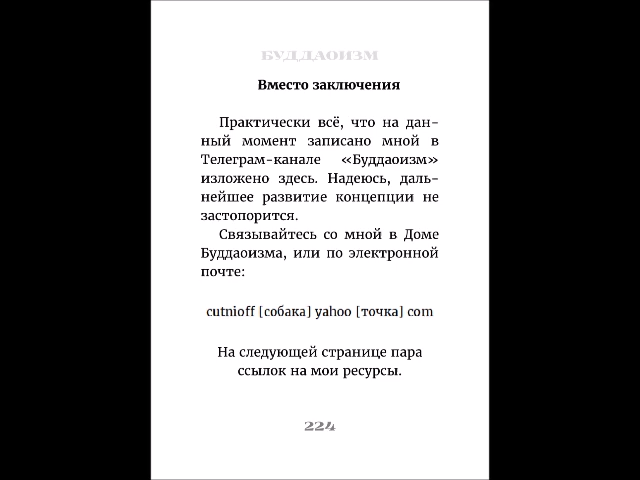 БУДДАОИЗМ
Вместо заключения
Практически всё, что на дан-
ный момент записано мной в
Телеграм-канале «Буддаоизм»
изложено здесь. Надеюсь, даль-
нейшее развитие концепции не
застопорится.
Связывайтесь со мной в Доме
Буддаоизма, или по электронной
почте:
cutnioff [собака] yahoo [точка] com
На следующей странице пара
ссылок на мои ресурсы.
224